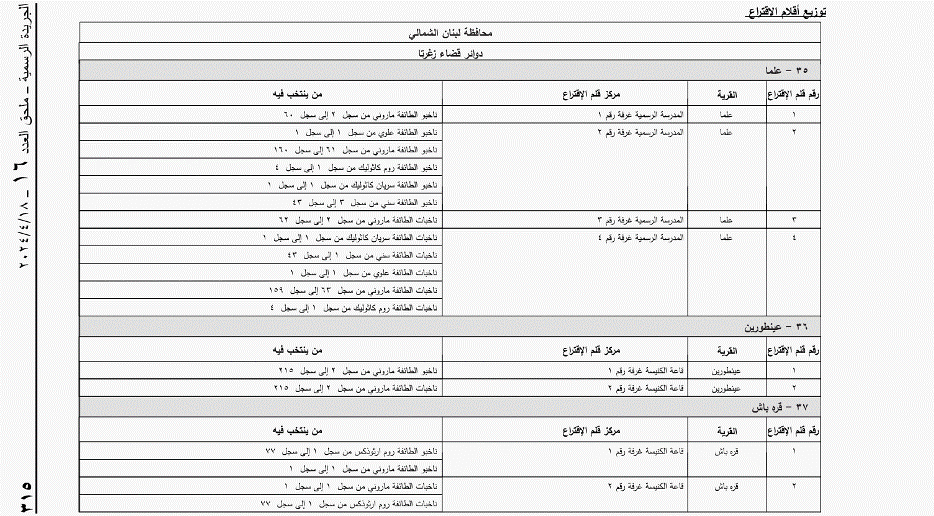 توزيع أقلام الإقتراع
محافظة لبنان الشمالي
دوائر قضاء زغرتا
٣٥ - علما
رقم قلم الإقتراع القرية مركز قلم الإقتراع من ينتخب فيه
١ علما المدرسة الرسمية غرفة رقم ١ ناخبو الطائفة ماروني من سجل ٢ إلى سجل ٦٠
٢ علما المدرسة الرسمية غرفة رقم ٢ ناخبو الطائفة علوي من سجل ١ إلى سجل ١
ناخبو الطائفة ماروني من سجل ٦١ إلى سجل ١٦٠
ناخبو الطائفة روم كاثوليك من سجل ١ إلى سجل ٤
ناخبو الطائفة سريان كاثوليك من سجل ١ إلى سجل ١
ناخبو الطائفة سني من سجل ٣ إلى سجل ٤٣
٣ علما المدرسة الرسمية غرفة رقم ٣ ناخبات الطائفة ماروني من سجل ٢ إلى سجل ٦٢
٤ علما المدرسة الرسمية غرفة رقم ٤ ناخبات الطائفة سريان كاثوليك من سجل ١ إلى سجل ١
ناخبات الطائفة سني من سجل ١ إلى سجل ٤٣
ناخبات الطائفة علوي من سجل ١ إلى سجل ١
ناخبات الطائفة ماروني من سجل ٦٣ إلى سجل ١٥٩
ناخبات الطائفة روم كاثوليك من سجل ١ إلى سجل ٤
٣٦ - عينطورين
رقم قلم الإقتراع القرية مركز قلم الإقتراع من ينتخب فيه
١ عينطورين قاعة الكنيسة غرفة رقم ١ ناخبو الطائفة ماروني من سجل ٢ إلى سجل ٢١٥
٢ عينطورين قاعة الكنيسة غرفة رقم ٢ ناخبات الطائفة ماروني من سجل ٢ إلى سجل ٢١٥
٣٧ - قره باش
رقم قلم الإقتراع القرية مركز قلم الإقتراع من ينتخب فيه
١ قره باش قاعة الكنيسة غرفة رقم ١ ناخبو الطائفة روم ارثوذكس من سجل ١ إلى سجل ٧٧
ناخبو الطائفة ماروني من سجل ١ إلى سجل ١
٢ قره باش قاعة الكنيسة غرفة رقم ٢ ناخبات الطائفة ماروني من سجل ١ إلى سجل ١
ناخبات الطائفة روم ارثوذكس من سجل ١ إلى سجل ٧٧
الجريدة الرسمية - ملحق العدد ١٦ - ٢٠٢٤/٤/١٨
٣١٥